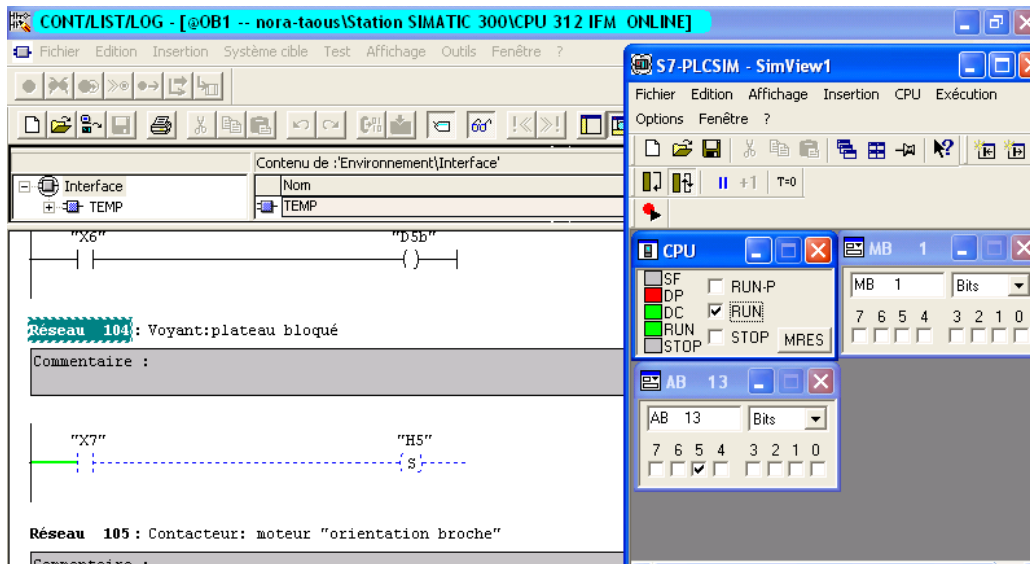 CONT/LIST/LOG - [@OB1 -- nora-taous\Station SIMATIC 300\CPU 312 IFM ONLINE]
Fichier Edition Insertion Système cible Test Affichage Outils Fenêtre ?
Contenu de :'Environnement\Interface'
Interface
Nom
TEMP
TEMP
"X6" "D5b"
( )
Réseau 104 : Voyant:plateau bloqué
Commentaire :
"X7" "H5"
( S )
Réseau 105 : Contacteur: moteur "orientation broche"
Commentaire :
S7-PLCSIM - SimView1
Fichier Edition Affichage Insertion CPU Exécution
Options Fenêtre ?
+1 T=0
CPU
SF
DP
DC
RUN
STOP
RUN-P
RUN
STOP MRES
MB 1
MB 1 Bits
7 6 5 4 3 2 1 0
AB 13
AB 13 Bits
7 6 5 4 3 2 1 0